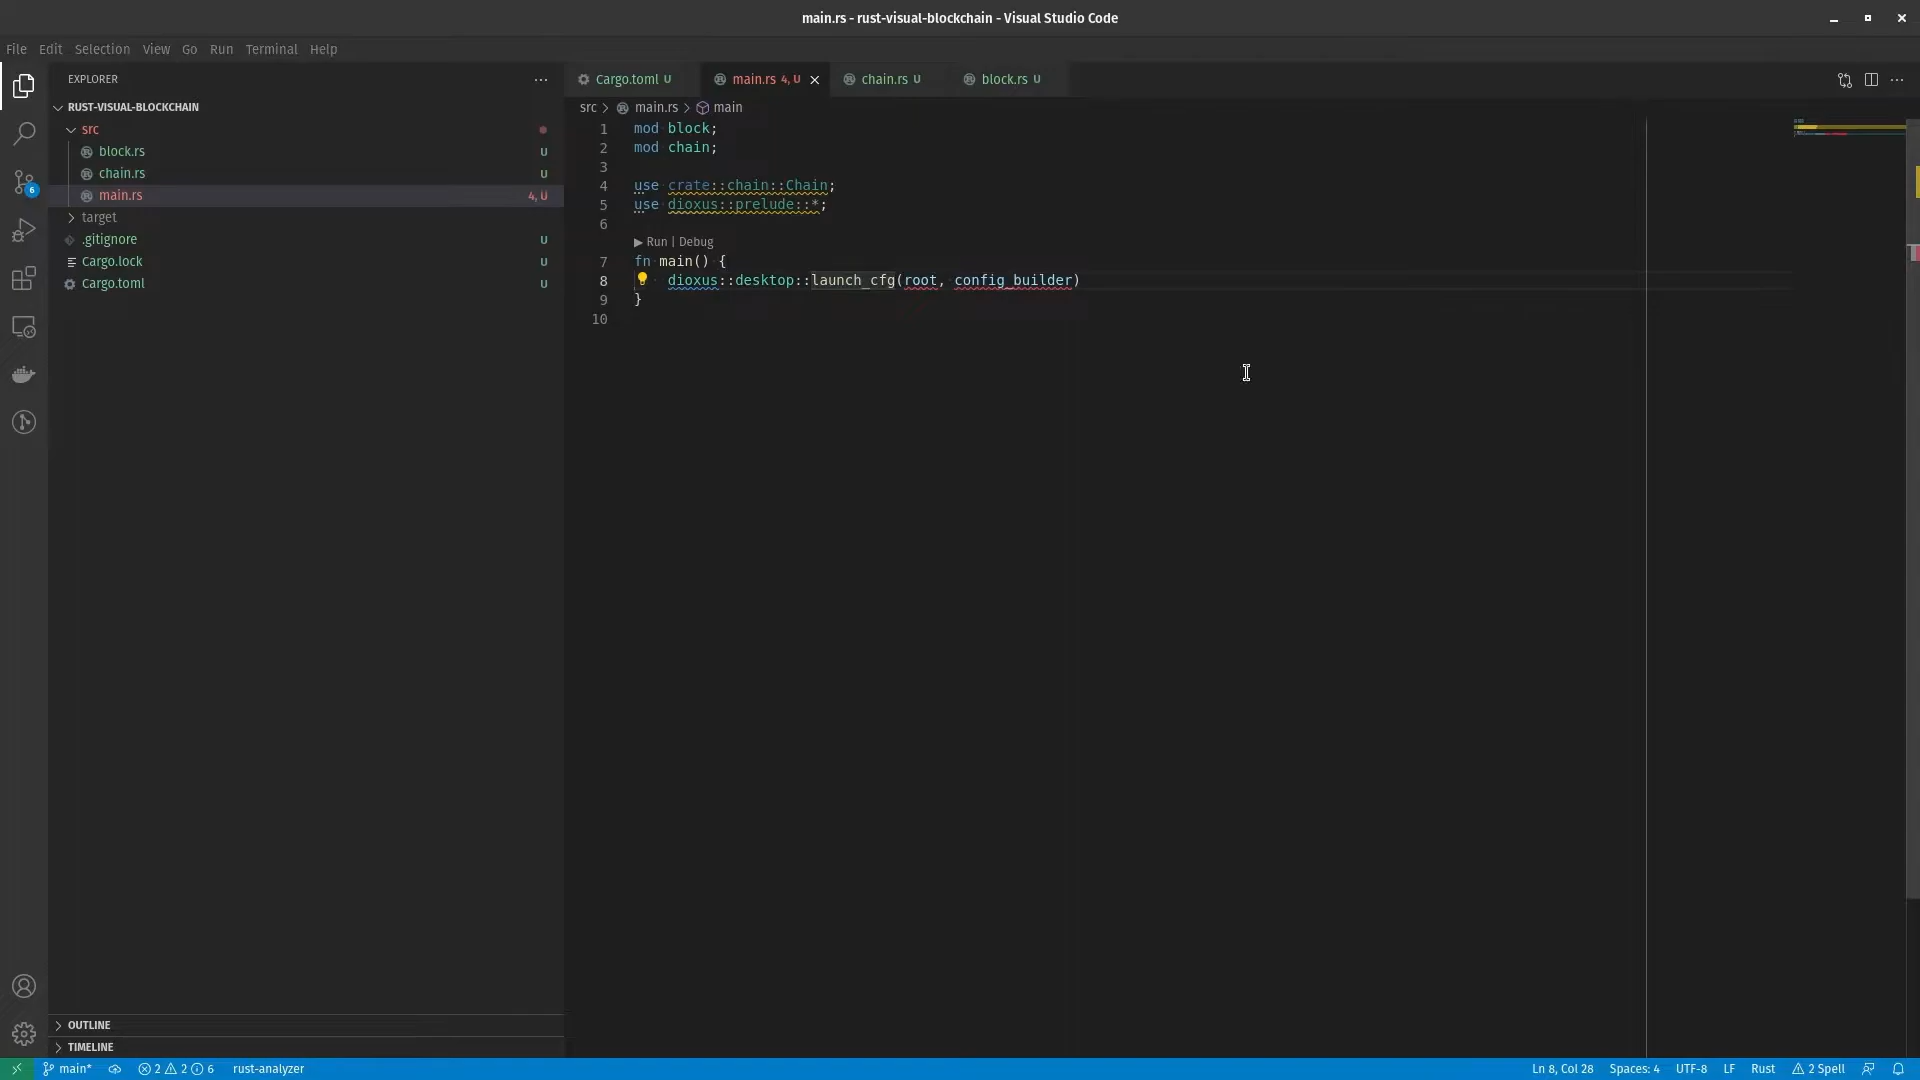 main.rs - rust-visual-blockchain - Visual Studio Code
File Edit Selection View Go Run Terminal Help
EXPLORER
Cargo.toml U
main.rs 4, U
chain.rs U
block.rs U
RUST-VISUAL-BLOCKCHAIN
src > main.rs > main
src
block.rs U
chain.rs U
main.rs 4, U
target
.gitignore U
Cargo.lock U
Cargo.toml U
1 mod block;
2 mod chain;
3
4 use crate::chain::Chain;
5 use dioxus::prelude::*;
6
Run | Debug
7 fn main() {
8 dioxus::desktop::launch_cfg(root, config_builder)
9 }
10
6
OUTLINE
TIMELINE
main* 2 2 6 rust-analyzer
Ln 8, Col 28 Spaces: 4 UTF-8 LF Rust 2 Spell